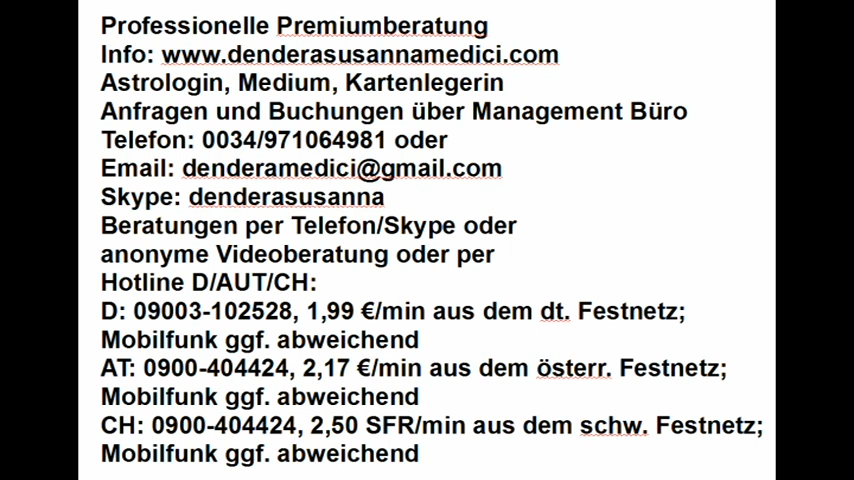 Professionelle Premiumberatung
Info: www.denderasusannamedici.com
Astrologin, Medium, Kartenlegerin
Anfragen und Buchungen über Management Büro
Telefon: 0034/971064981 oder
Email: denderamedici@gmail.com
Skype: denderasusanna
Beratungen per Telefon/Skype oder
anonyme Videoberatung oder per
Hotline D/AUT/CH:
D: 09003-102528, 1,99 €/min aus dem dt. Festnetz;
Mobilfunk ggf. abweichend
AT: 0900-404424, 2,17 €/min aus dem österr. Festnetz;
Mobilfunk ggf. abweichend
CH: 0900-404424, 2,50 SFR/min aus dem schw. Festnetz;
Mobilfunk ggf. abweichend